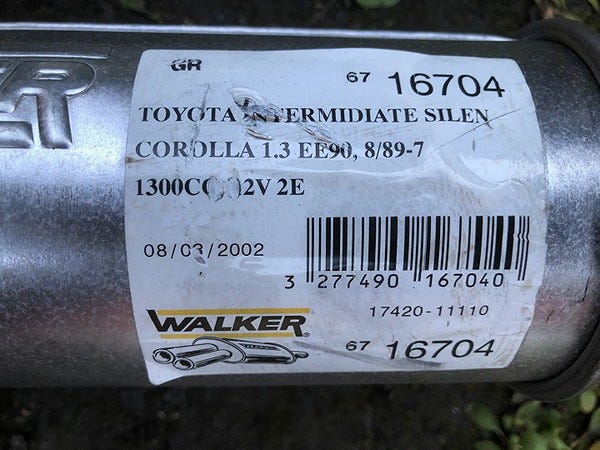 GR
67 16704
TOYOTA INTERMIDIATE SILEN
COROLLA 1.3 EE90, 8/89-7
1300CC 12V 2E
08/03/2002
3 277490 167040
17420-11110
WALKER
67 16704